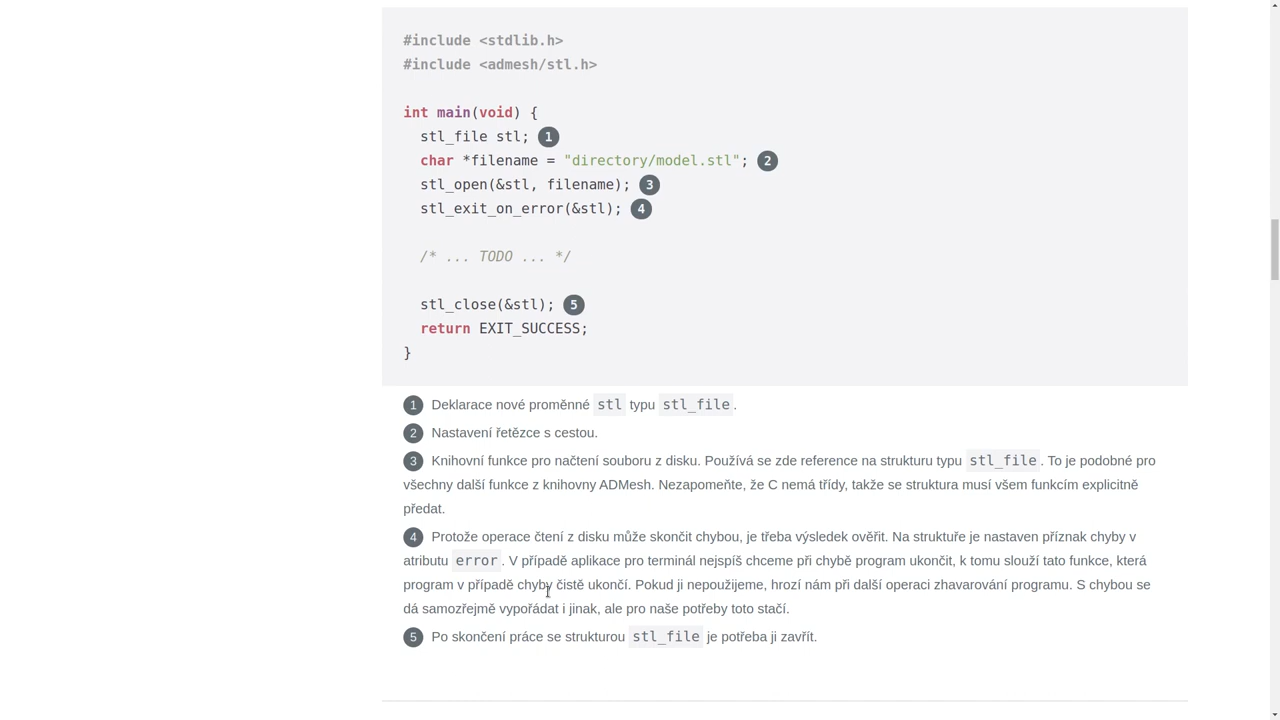 #include <stdlib.h>
#include <admesh/stl.h>
int main(void) {
stl_file stl; 1
char *filename = "directory/model.stl"; 2
stl_open(&stl, filename); 3
stl_exit_on_error(&stl); 4
/* ... TODO ... */
stl_close(&stl); 5
return EXIT_SUCCESS;
}
1 Deklarace nové proměnné stl typu stl_file.
2 Nastavení řetězce s cestou.
3 Knihovní funkce pro načtení souboru z disku. Používá se zde reference na strukturu typu stl_file. To je podobné pro
všechny další funkce z knihovny ADMesh. Nezapomeňte, že C nemá třídy, takže se struktura musí všem funkcím explicitně
předat.
4 Protože operace čtení z disku může skončit chybou, je třeba výsledek ověřit. Na struktuře je nastaven příznak chyby v
atributu error. V případě aplikace pro terminál nejspíš chceme při chybě program ukončit, k tomu slouží tato funkce, která
program v případě chyby čistě ukončí. Pokud ji nepoužijeme, hrozí nám při další operaci zhavarování programu. S chybou se
dá samozřejmě vypořádat i jinak, ale pro naše potřeby toto stačí.
5 Po skončení práce se strukturou stl_file je potřeba ji zavřít.